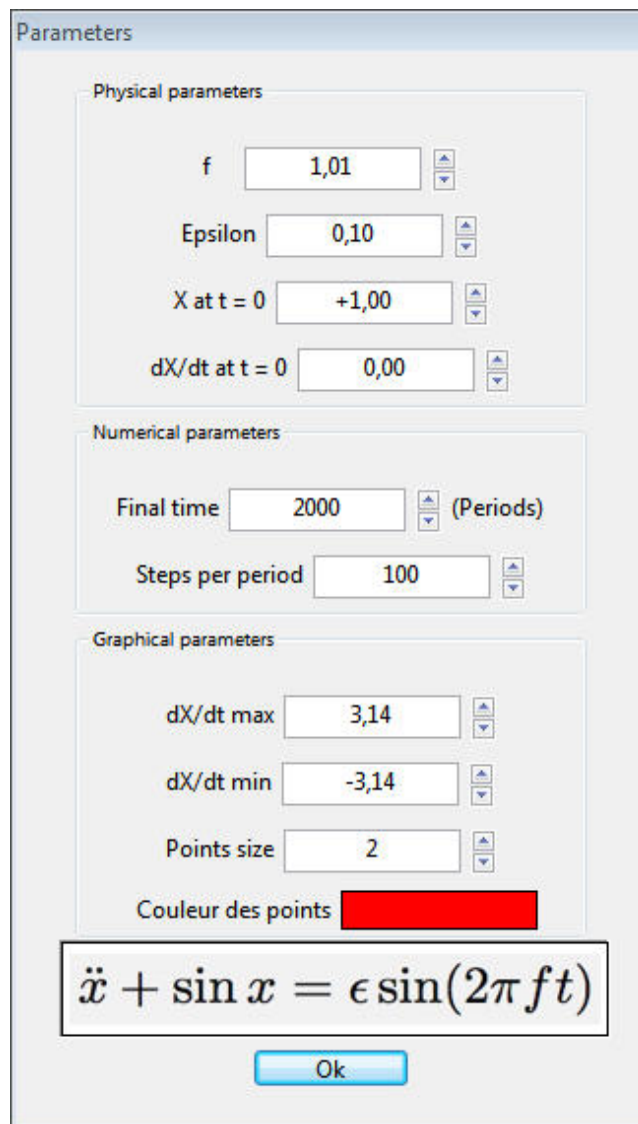 Parameters
Physical parameters
f 1,01
Epsilon 0,10
X at t = 0 +1,00
dX/dt at t = 0 0,00
Numerical parameters
Final time 2000 (Periods)
Steps per period 100
Graphical parameters
dX/dt max 3,14
dX/dt min -3,14
Points size 2
Couleur des points
ẍ + sin x = ϵ sin(2πft)
Ok